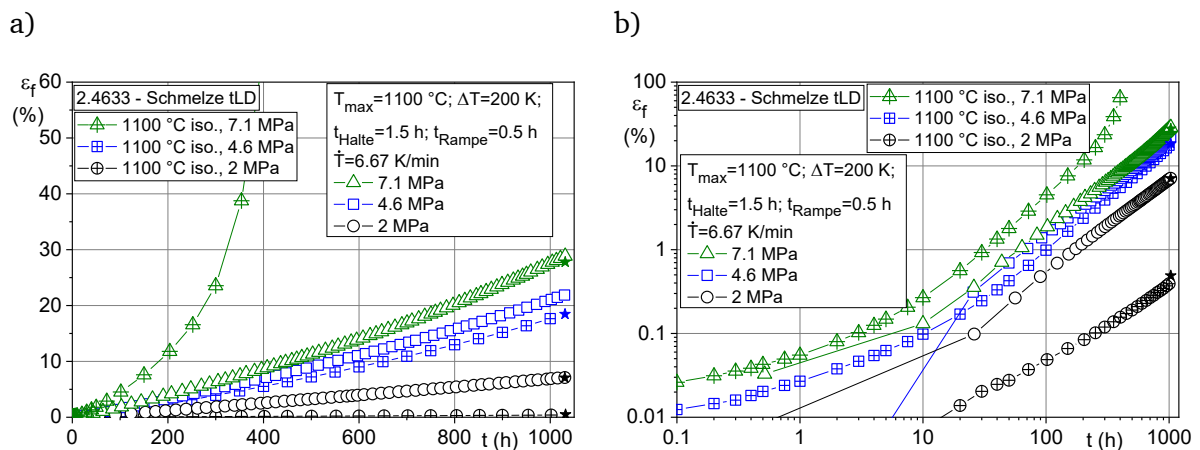 a)
ε_f
(%)
60
50
40
30
20
10
0
2.4633 - Schmelze tLD
1100 °C iso., 7.1 MPa
1100 °C iso., 4.6 MPa
1100 °C iso., 2 MPa
T_max=1100 °C; ΔT=200 K;
t_Halte=1.5 h; t_Rampe=0.5 h
Ṫ=6.67 K/min
7.1 MPa
4.6 MPa
2 MPa
0 200 400 600 800 1000
t (h)
b)
ε_f
(%)
100
10
1
0.1
0.01
2.4633 - Schmelze tLD
1100 °C iso., 7.1 MPa
1100 °C iso., 4.6 MPa
1100 °C iso., 2 MPa
T_max=1100 °C; ΔT=200 K;
t_Halte=1.5 h; t_Rampe=0.5 h
Ṫ=6.67 K/min
7.1 MPa
4.6 MPa
2 MPa
0.1 1 10 100 1000
t (h)